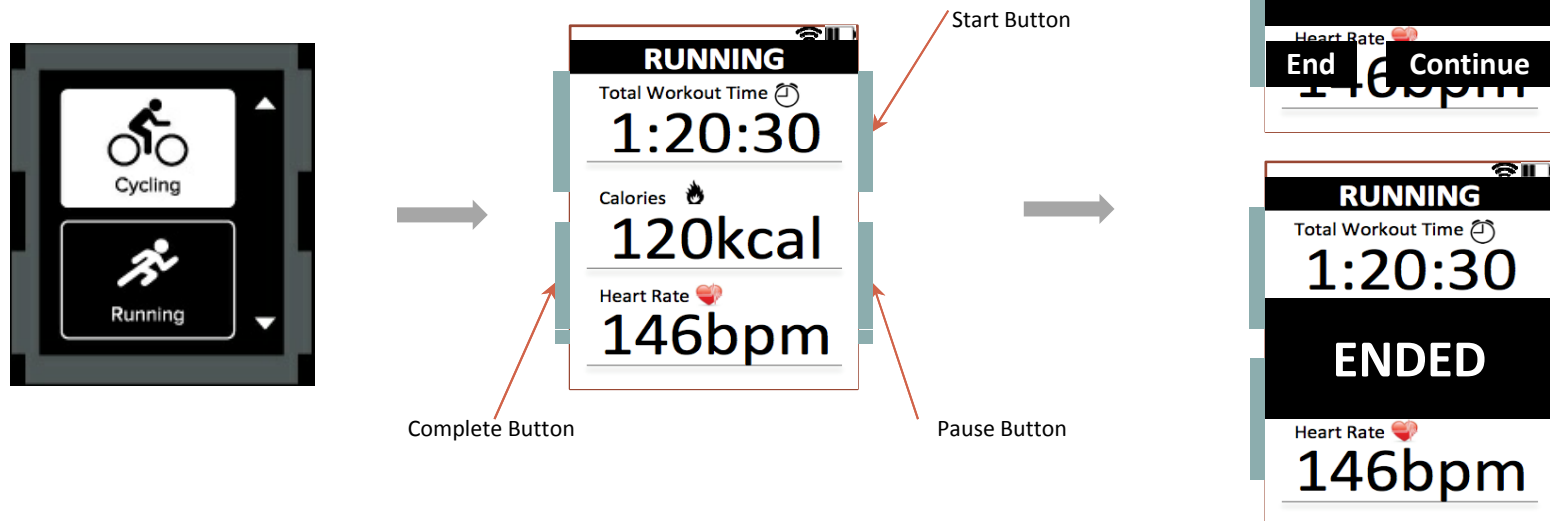 Cycling
Running
RUNNING
Total Workout Time
1:20:30
Calories
120kcal
Heart Rate
146bpm
Start Button
Complete Button
Pause Button
Heart Rate
End
Continue
146bpm
RUNNING
Total Workout Time
1:20:30
ENDED
Heart Rate
146bpm